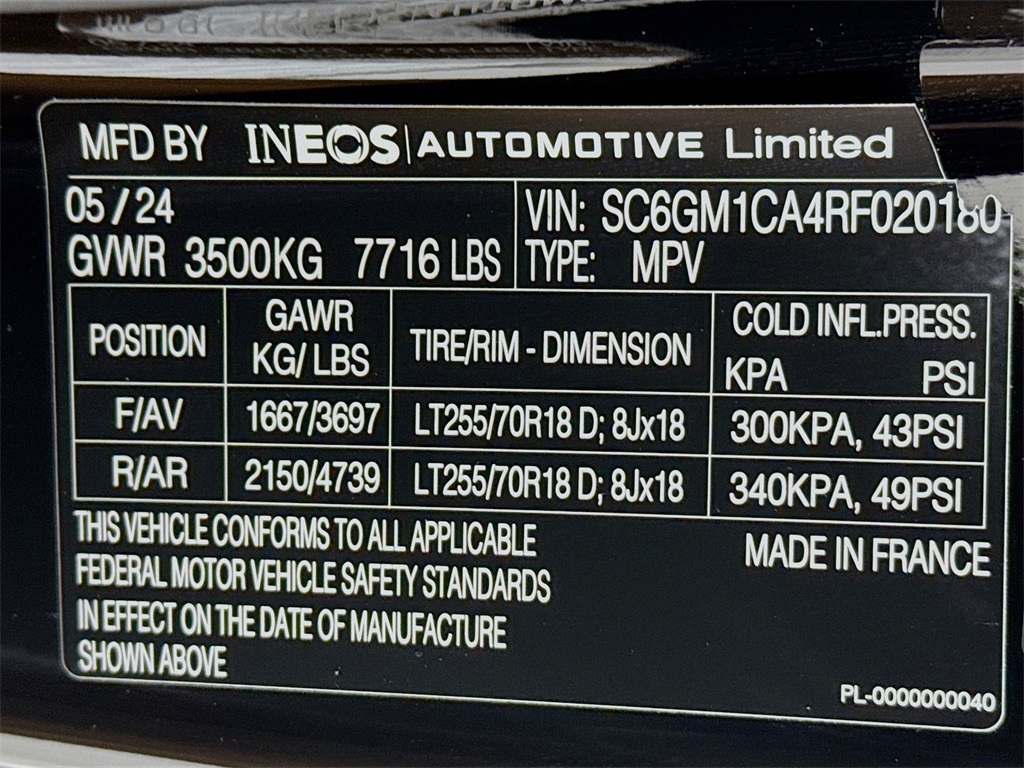 MFD BY INEOS AUTOMOTIVE Limited
05 / 24
GVWR 3500KG 7716 LBS
VIN: SC6GM1CA4RF020180
TYPE: MPV
POSITION GAWR KG/ LBS TIRE/RIM - DIMENSION COLD INFL.PRESS. KPA PSI
F/AV 1667/3697 LT255/70R18 D; 8Jx18 300KPA, 43PSI
R/AR 2150/4739 LT255/70R18 D; 8Jx18 340KPA, 49PSI
THIS VEHICLE CONFORMS TO ALL APPLICABLE
FEDERAL MOTOR VEHICLE SAFETY STANDARDS
IN EFFECT ON THE DATE OF MANUFACTURE
SHOWN ABOVE
MADE IN FRANCE
PL-0000000040